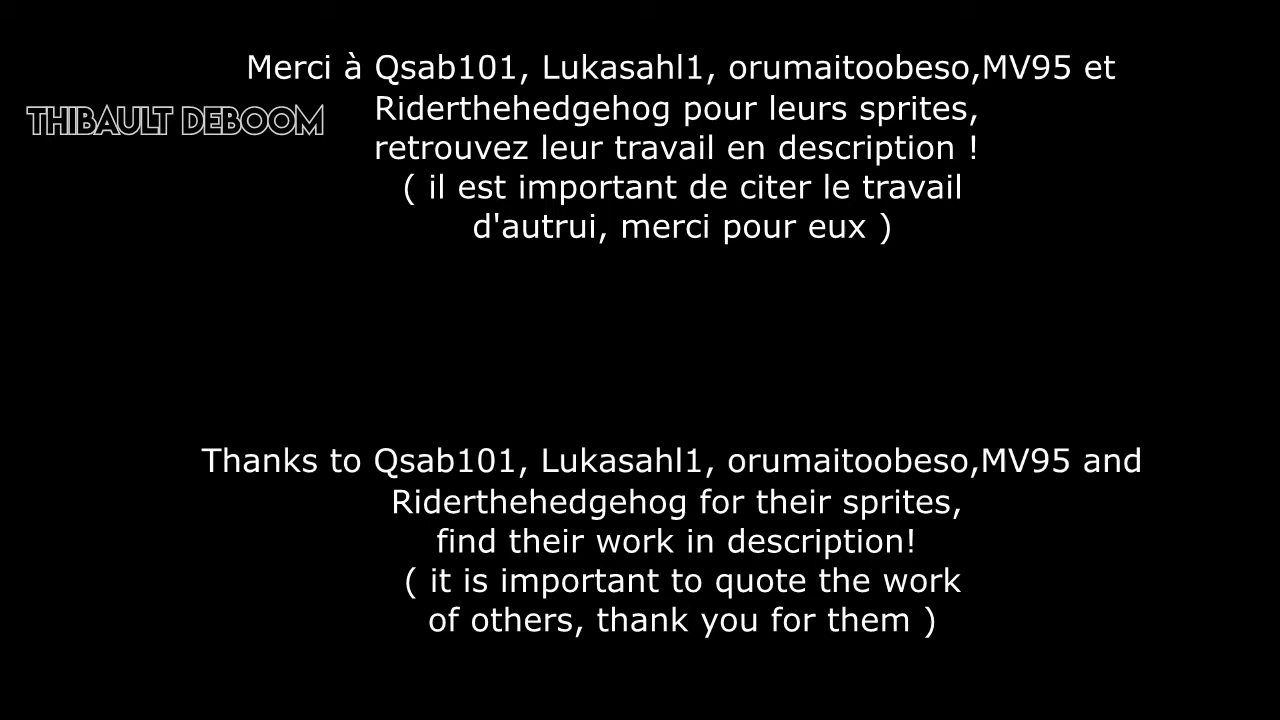 Merci à Qsab101, Lukasahl1, orumaitoobeso,MV95 et
THIBAULT DEBOOM
Riderthehedgehog pour leurs sprites,
retrouvez leur travail en description !
( il est important de citer le travail
d'autrui, merci pour eux )
Thanks to Qsab101, Lukasahl1, orumaitoobeso,MV95 and
Riderthehedgehog for their sprites,
find their work in description!
( it is important to quote the work
of others, thank you for them )